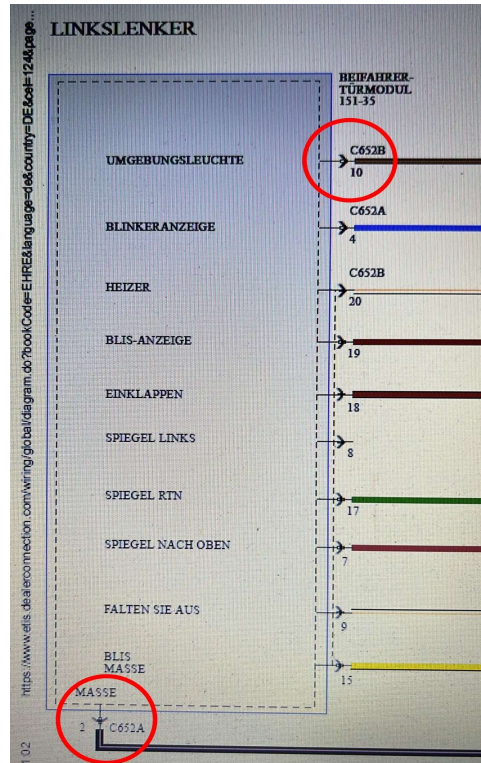 https://www.etis.dealerconnection.com/wiring/global/diagram.do?bookCode=EHRE&language=de&country=DE&cel=124&page...
LINKSLENKER
BEIFAHRER-
TÜRMODUL
151-35
UMGEBUNGSLEUCHTE
C652B
10
BLINKERANZEIGE
C652A
4
HEIZER
C652B
20
BLIS-ANZEIGE
19
EINKLAPPEN
18
SPIEGEL LINKS
8
SPIEGEL RTN
17
SPIEGEL NACH OBEN
7
FALTEN SIE AUS
9
BLIS
MASSE
15
MASSE
2 C652A